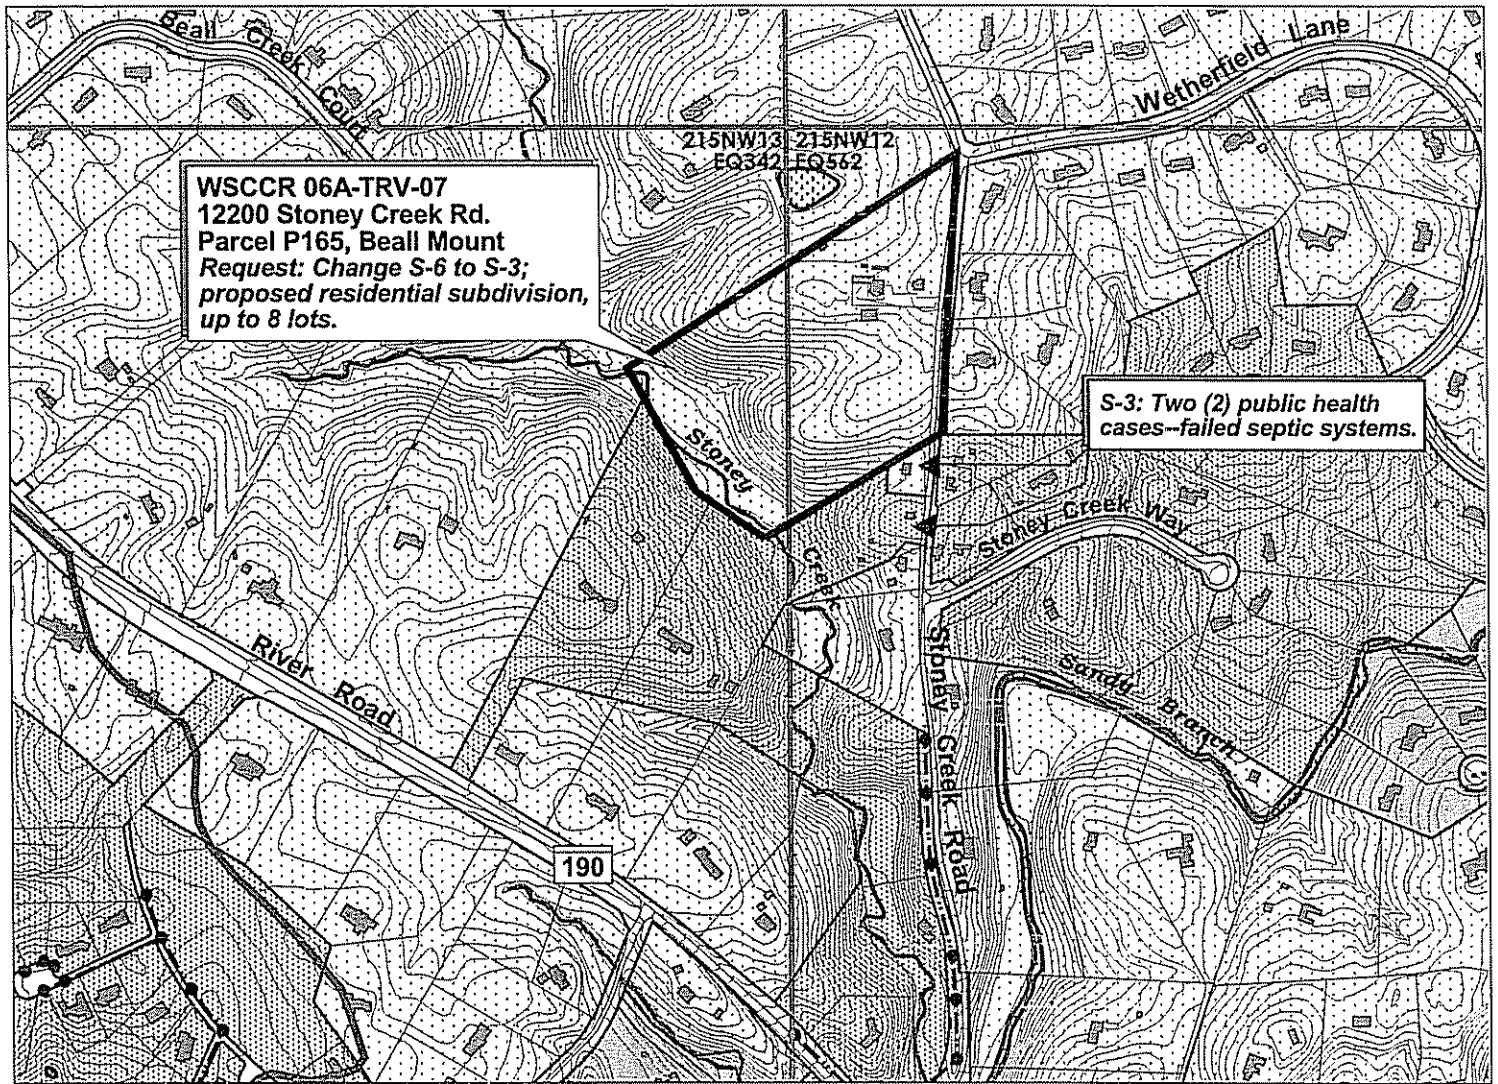 Beall Creek Court
Wetherfield Lane
215NW13 215NW12
EQ342 EQ562
WSCCR 06A-TRV-07
12200 Stoney Creek Rd.
Parcel P165, Beall Mount
Request: Change S-6 to S-3;
proposed residential subdivision,
up to 8 lots.
S-3: Two (2) public health
cases--failed septic systems.
Stoney
Creek
Stoney Creek Way
River Road
Stoney Creek Road
Sandy Branch
190